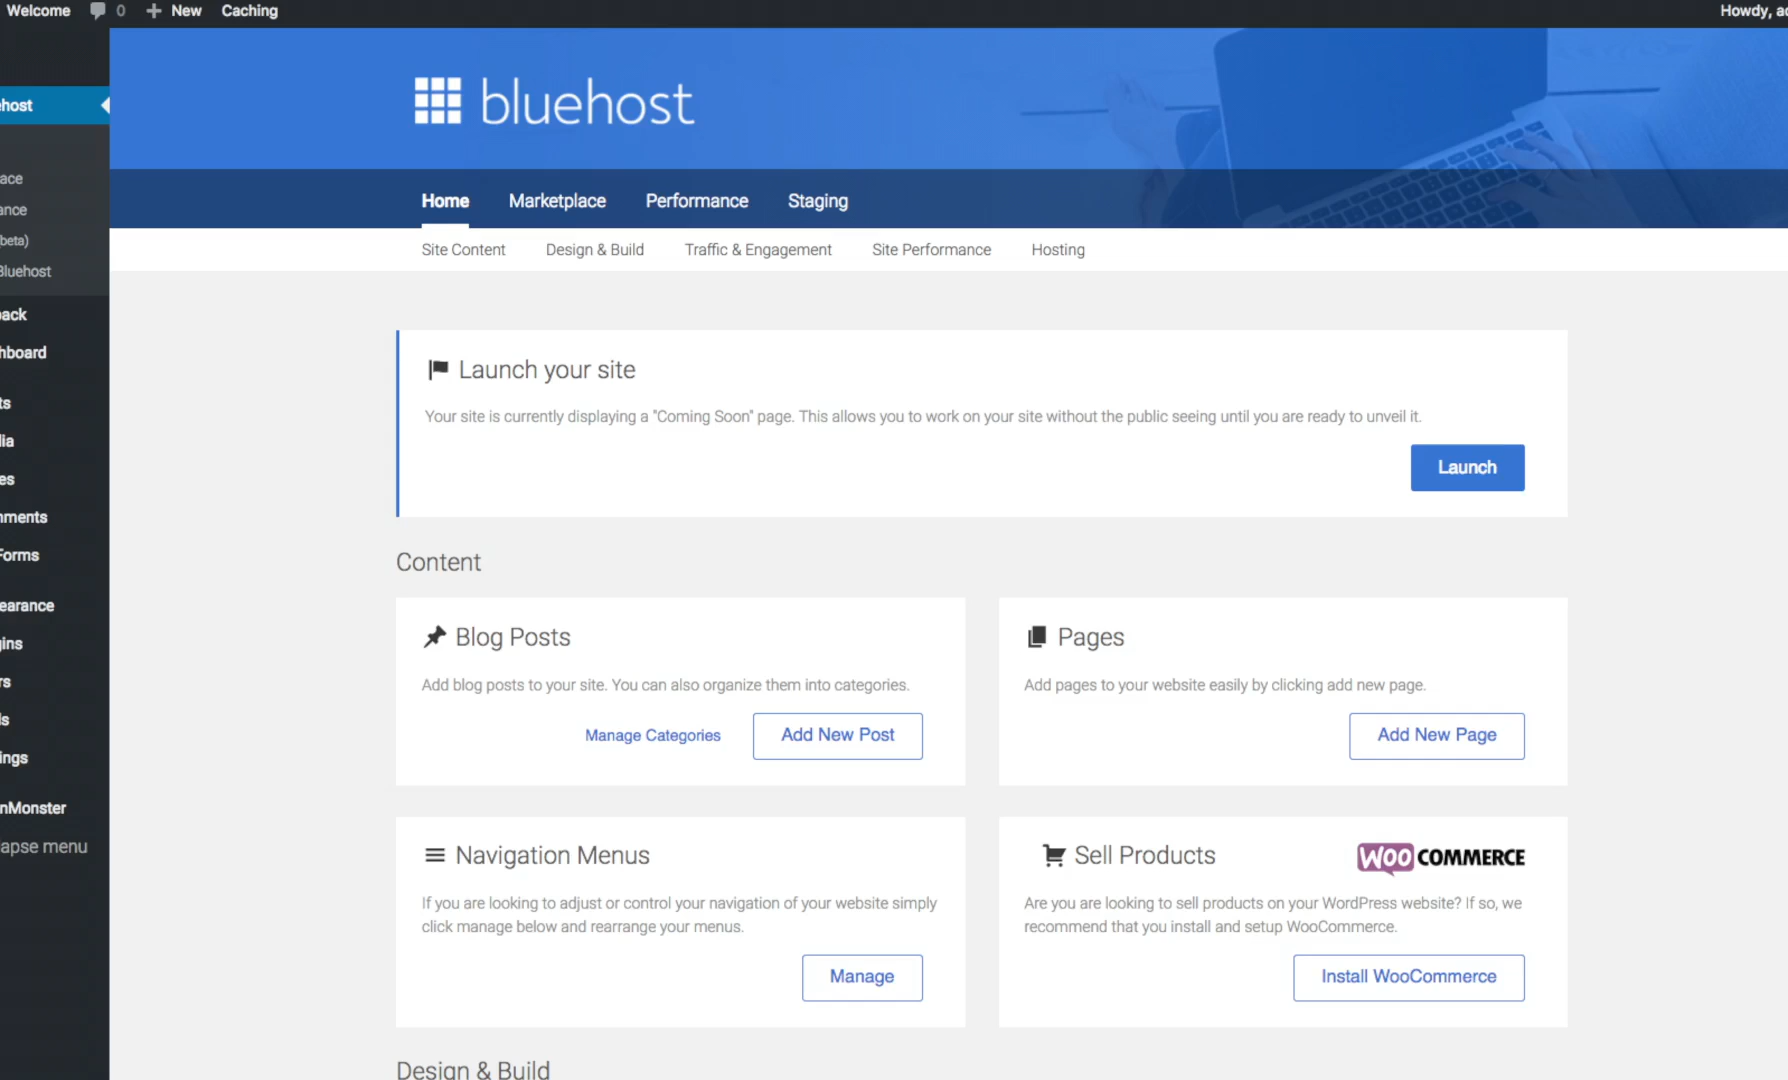 Welcome 0 New Caching Howdy,
bluehost
Home Marketplace Performance Staging
Site Content Design & Build Traffic & Engagement Site Performance Hosting
ehost
ace
ance
beta)
Bluehost
back
hboard
ts
dia
es
mments
Forms
earance
gins
rs
ls
ings
nMonster
lapse menu
Launch your site
Your site is currently displaying a "Coming Soon" page. This allows you to work on your site without the public seeing until you are ready to unveil it.
Launch
Content
Blog Posts
Add blog posts to your site. You can also organize them into categories.
Manage Categories Add New Post
Pages
Add pages to your website easily by clicking add new page.
Add New Page
Navigation Menus
If you are looking to adjust or control your navigation of your website simply
click manage below and rearrange your menus.
Manage
Sell Products WOO COMMERCE
Are you are looking to sell products on your WordPress website? If so, we
recommend that you install and setup WooCommerce.
Install WooCommerce
Design & Build